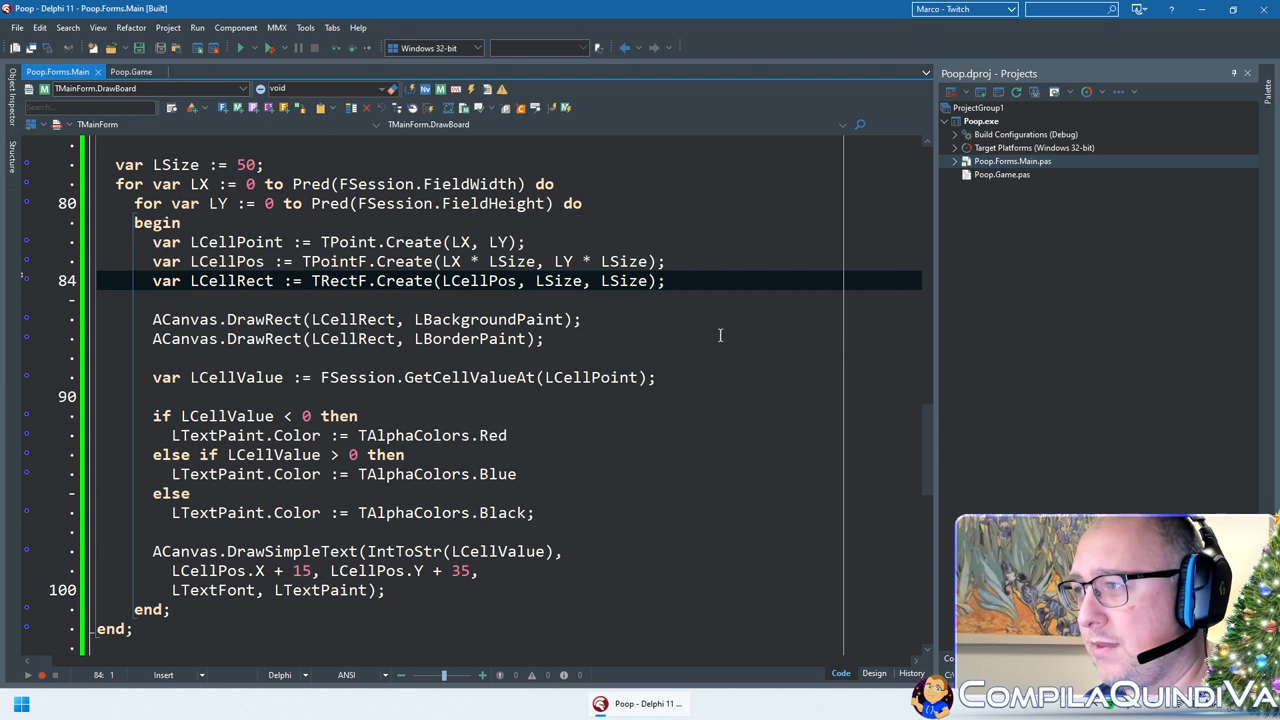 Poop - Delphi 11 - Poop.Forms.Main [Built]
Marco - Twitch
File Edit Search View Refactor Project Run Component MMX Tools Tabs Help
Windows 32-bit
Poop.Forms.Main Poop.Game
TMainForm.DrawBoard void
Search...
TMainForm TMainForm.DrawBoard
Object Inspector
Structure
var LSize := 50;
for var LX := 0 to Pred(FSession.FieldWidth) do
80 for var LY := 0 to Pred(FSession.FieldHeight) do
begin
var LCellPoint := TPoint.Create(LX, LY);
var LCellPos := TPointF.Create(LX * LSize, LY * LSize);
84 var LCellRect := TRectF.Create(LCellPos, LSize, LSize);
ACanvas.DrawRect(LCellRect, LBackgroundPaint);
ACanvas.DrawRect(LCellRect, LBorderPaint);
var LCellValue := FSession.GetCellValueAt(LCellPoint);
90
if LCellValue < 0 then
LTextPaint.Color := TAlphaColors.Red
else if LCellValue > 0 then
LTextPaint.Color := TAlphaColors.Blue
else
LTextPaint.Color := TAlphaColors.Black;
ACanvas.DrawSimpleText(IntToStr(LCellValue),
LCellPos.X + 15, LCellPos.Y + 35,
100 LTextFont, LTextPaint);
end;
end;
84: 1 Insert Delphi ANSI 0 0 0 Code Design History
Poop.dproj - Projects
ProjectGroup1
Poop.exe
Build Configurations (Debug)
Target Platforms (Windows 32-bit)
Poop.Forms.Main.pas
Poop.Game.pas
Palette
Poop - Delphi 11 ...
CompilaQuindiVa